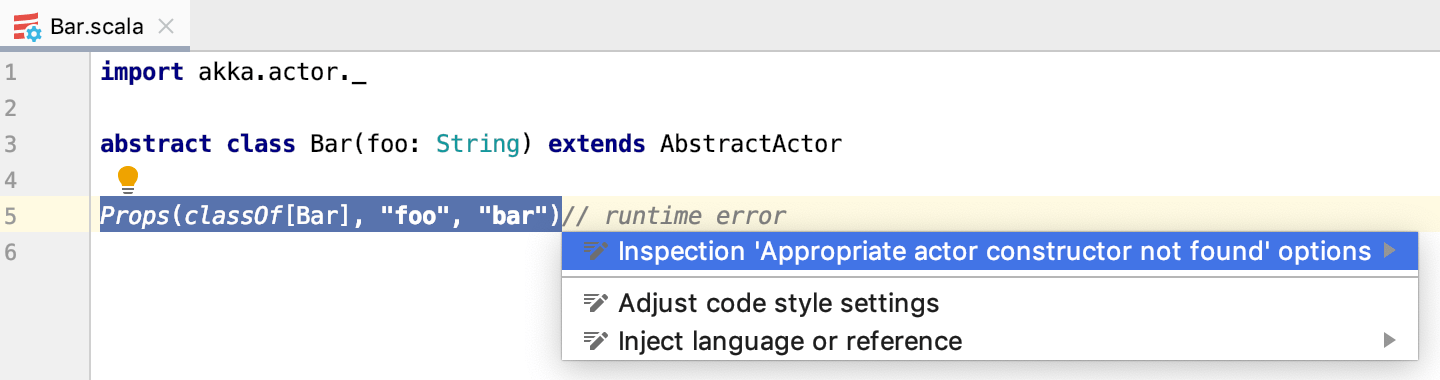 Bar.scala
1 import akka.actor._
2
3 abstract class Bar(foo: String) extends AbstractActor
4
5 Props(classOf[Bar], "foo", "bar")// runtime error
6
Inspection 'Appropriate actor constructor not found' options
Adjust code style settings
Inject language or reference